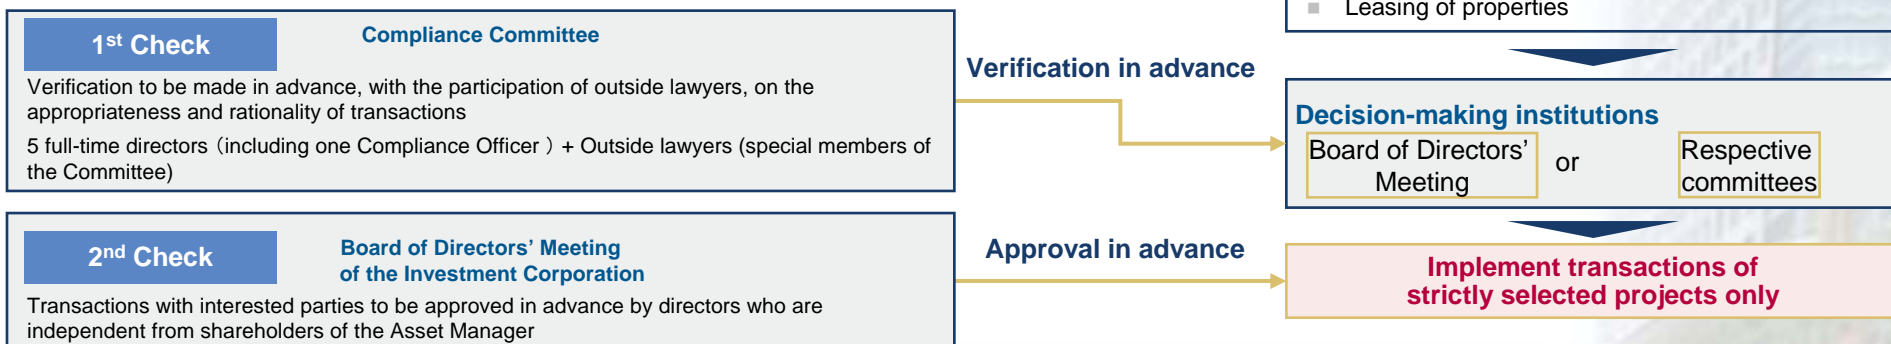 1st Check
Compliance Committee
Verification to be made in advance, with the participation of outside lawyers, on the
appropriateness and rationality of transactions
5 full-time directors（including one Compliance Officer ）+ Outside lawyers (special members of
the Committee)
2nd Check
Board of Directors’ Meeting
of the Investment Corporation
Transactions with interested parties to be approved in advance by directors who are
independent from shareholders of the Asset Manager
Verification in advance
Approval in advance
■ Leasing of properties
Decision-making institutions
Board of Directors’
Meeting
or
Respective
committees
Implement transactions of
strictly selected projects only